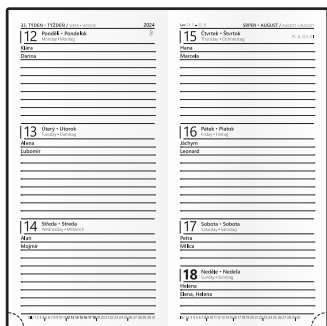 33. TÝDEN • TÝŽDEŇ / WEEK • WOCHE 2024
12 Pondělí • Pondelok
Monday • Montag
Klára
Darina
13 Úterý • Utorok
Tuesday • Dienstag
Alena
Ľubomír
14 Středa • Streda
Wednesday • Mittwoch
Alan
Mojmír
SRPEN • AUGUST / AUGUST • AUGUST
15 Čtvrtek • Štvrtok
Thursday • Donnerstag
Hana
Marcela
16 Pátek • Piatok
Friday • Freitag
Jáchym
Leonard
17 Sobota • Sobota
Saturday • Samstag
Petra
Milica
18 Neděle • Nedeľa
Sunday • Sonntag
Helena
Elena, Helena